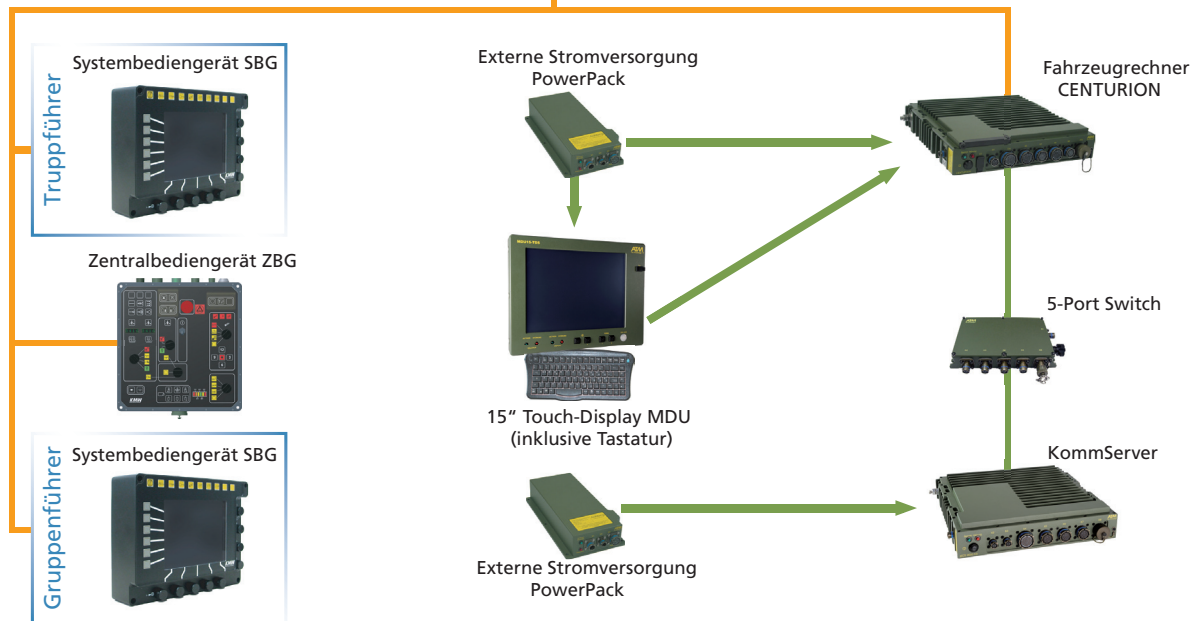 Truppführer
Systembediengerät SBG
Zentralbediengerät ZBG
KMW
Gruppenführer
Systembediengerät SBG
Externe Stromversorgung
PowerPack
15“ Touch-Display MDU
(inklusive Tastatur)
Externe Stromversorgung
PowerPack
Fahrzeugrechner
CENTURION
5-Port Switch
KommServer